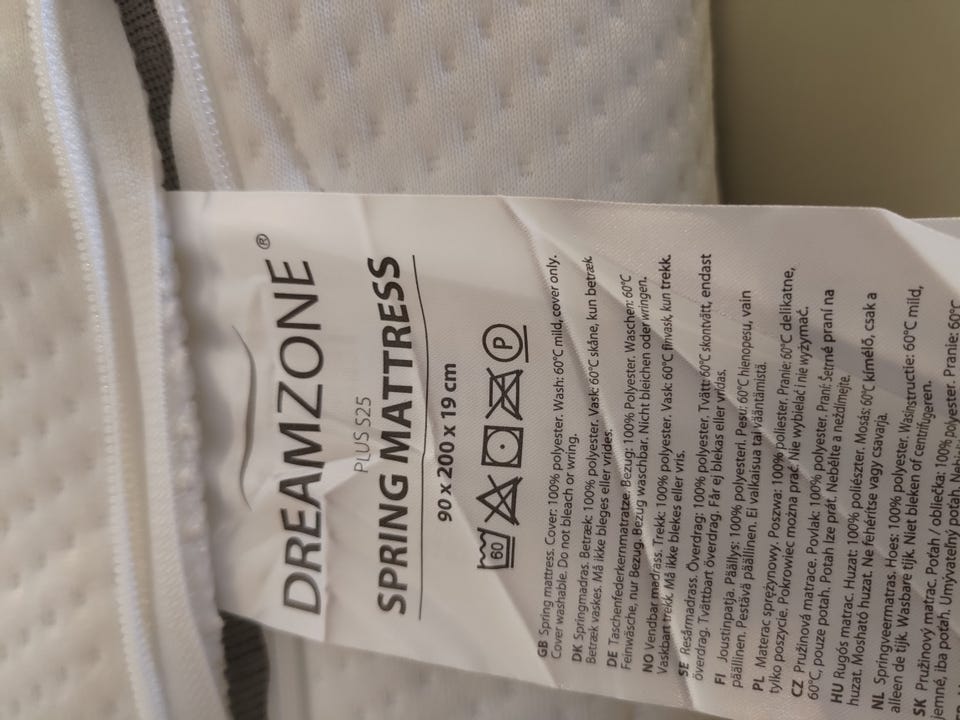 DREAMZONE®
PLUS S25
SPRING MATTRESS
90 x 200 x 19 cm
60 P
GB Spring mattress. Cover: 100% polyester. Wash: 60°C mild, cover only.
Cover washable. Do not bleach or wring.
DK Springmadras. Betræk: 100% polyester. Vask: 60°C skåne, kun betræk
Betræk vaskes. Må ikke bleges eller vrides.
DE Taschenfederkernmatratze. Bezug: 100% Polyester. Waschen: 60°C
Feinwäsche, nur Bezug. Bezug waschbar. Nicht bleichen oder wringen.
NO Vendbar madrass. Trekk: 100% polyester. Vask: 60°C finvask, kun trekk.
Vaskbart trekk. Må ikke blekes eller vris.
SE Resårmadrass. Överdrag: 100% polyester. Tvätt: 60°C skontvätt, endast
överdrag. Tvättbart överdrag. Får ej blekas eller vridas.
FI Joustinpatja. Päällys: 100% polyesteri. Pesu: 60°C hienopesu, vain
päällinen. Pestävä päällinen. Ei valkaisua tai vääntämistä.
PL Materac sprężynowy. Poszwa: 100% poliester. Pranie: 60°C delikatne,
tylko poszycie. Pokrowiec można prać. Nie wybielać i nie wyżymać.
CZ Pružinová matrace. Povlak: 100% polyester. Praní: Šetrné praní na
60°C, pouze potah. Potah lze prát. Nebělte a neždímejte.
HU Rugós matrac. Huzat: 100% poliészter. Mosás: 60°C kímélő, csak a
huzat. Mosható huzat. Ne fehérítse vagy csavarja.
NL Springveermatras. Hoes: 100% polyester. Wasinstructie: 60°C mild,
alleen de tijk. Wasbare tijk. Niet bleken of centrifugeren.
SK Pružinový matrac. Poťah / obliečka: 100% polyester. Pranie: 60°C
jemné, iba poťah. Umývateľný poťah.